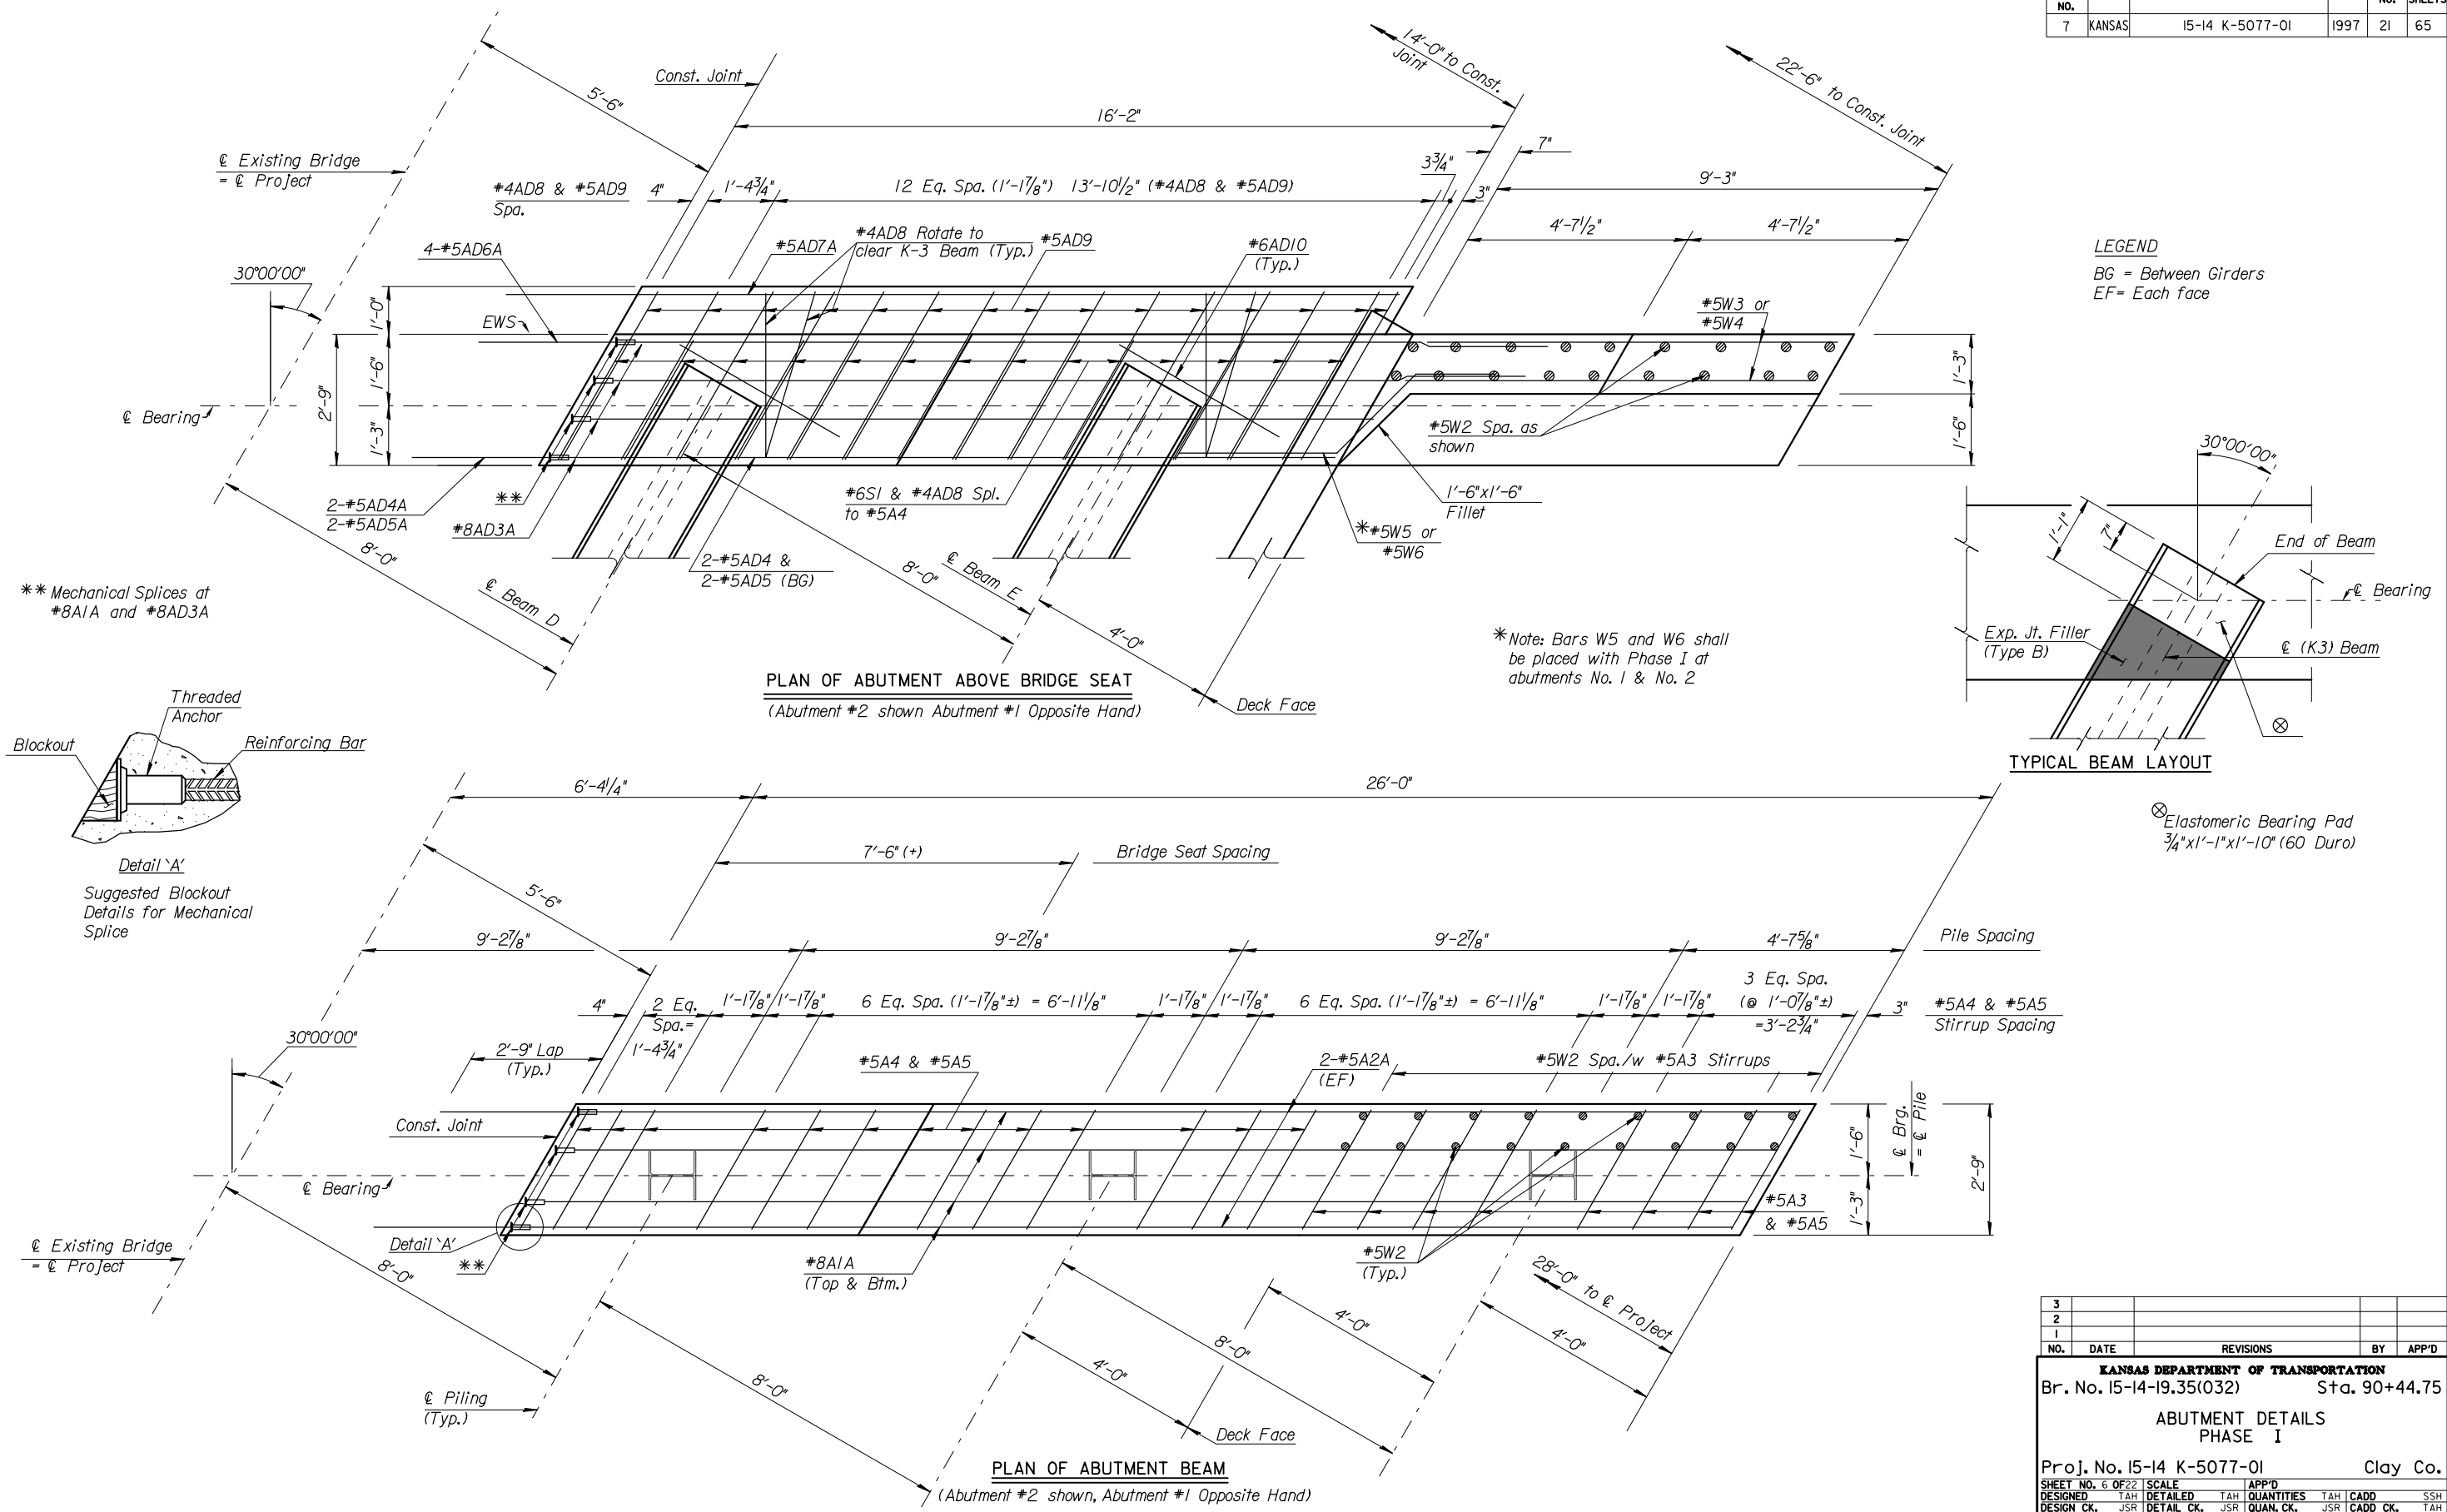 NO.
NO. SHEETS
7 KANSAS 15-14 K-5077-01 1997 21 65
5'-6"
Const. Joint
16'-2"
14'-0" to Const.
Joint
22'-6" to Const. Joint
℄ Existing Bridge
= ℄ Project
#4AD8 & #5AD9
Spa.
4"
1'-4¾"
12 Eq. Spa. (1'-1⅞") 13'-10½" (#4AD8 & #5AD9)
3¾"
7"
3"
9'-3"
4'-7½"
4'-7½"
4-#5AD6A
#5AD7A
#4AD8 Rotate to
clear K-3 Beam (Typ.)
#5AD9
#6AD10
(Typ.)
LEGEND
BG = Between Girders
EF= Each face
30°00'00"
EWS
1'-0"
1'-6"
2'-9"
1'-3"
℄ Bearing
#5W3 or
#5W4
1'-3"
1'-6"
#5W2 Spa. as
shown
2-#5AD4A
2-#5AD5A
**
#8AD3A
#6S1 & #4AD8 Spl.
to #5A4
1'-6"x1'-6"
Fillet
*#5W5 or
#5W6
2-#5AD4 &
2-#5AD5 (BG)
8'-0"
℄ Beam D
8'-0"
℄ Beam E
4'-0"
Deck Face
** Mechanical Splices at
#8A1A and #8AD3A
*Note: Bars W5 and W6 shall
be placed with Phase I at
abutments No. 1 & No. 2
PLAN OF ABUTMENT ABOVE BRIDGE SEAT
(Abutment #2 shown Abutment #1 Opposite Hand)
30°00'00"
1'-1"
7"
End of Beam
℄ Bearing
Exp. Jt. Filler
(Type B)
℄ (K3) Beam
⊗
TYPICAL BEAM LAYOUT
⊗ Elastomeric Bearing Pad
¾"x1'-1"x1'-10" (60 Duro)
Threaded
Anchor
Blockout
Reinforcing Bar
Detail `A'
Suggested Blockout
Details for Mechanical
Splice
6'-4¼"
26'-0"
7'-6" (+)
Bridge Seat Spacing
5'-6"
9'-2⅞"
9'-2⅞"
9'-2⅞"
4'-7⅝"
Pile Spacing
4"
2 Eq.
Spa.=
1'-4¾"
1'-1⅞"
1'-1⅞"
6 Eq. Spa. (1'-1⅞"±) = 6'-11⅛"
1'-1⅞"
1'-1⅞"
6 Eq. Spa. (1'-1⅞"±) = 6'-11⅛"
1'-1⅞"
1'-1⅞"
3 Eq. Spa.
(@ 1'-0⅞"±)
=3'-2¾"
3"
#5A4 & #5A5
Stirrup Spacing
30°00'00"
2'-9" Lap
(Typ.)
#5A4 & #5A5
2-#5A2A
(EF)
#5W2 Spa./w #5A3 Stirrups
Const. Joint
℄ Bearing
1'-6"
1'-3"
℄ Brg.
= ℄ Pile
2'-9"
#5A3
& #5A5
℄ Existing Bridge
= ℄ Project
Detail `A'
**
#8A1A
(Top & Btm.)
#5W2
(Typ.)
28'-0" to ℄ Project
8'-0"
℄ Piling
(Typ.)
8'-0"
4'-0"
8'-0"
4'-0"
4'-0"
Deck Face
PLAN OF ABUTMENT BEAM
(Abutment #2 shown, Abutment #1 Opposite Hand)
3
2
1
NO. DATE REVISIONS BY APP'D
KANSAS DEPARTMENT OF TRANSPORTATION
Br. No. 15-14-19.35(032) Sta. 90+44.75
ABUTMENT DETAILS
PHASE I
Proj. No. 15-14 K-5077-01 Clay Co.
SHEET NO. 6 OF22 SCALE APP'D
DESIGNED TAH DETAILED TAH QUANTITIES TAH CADD SSH
DESIGN CK. JSR DETAIL CK. JSR QUAN. CK. JSR CADD CK. TAH